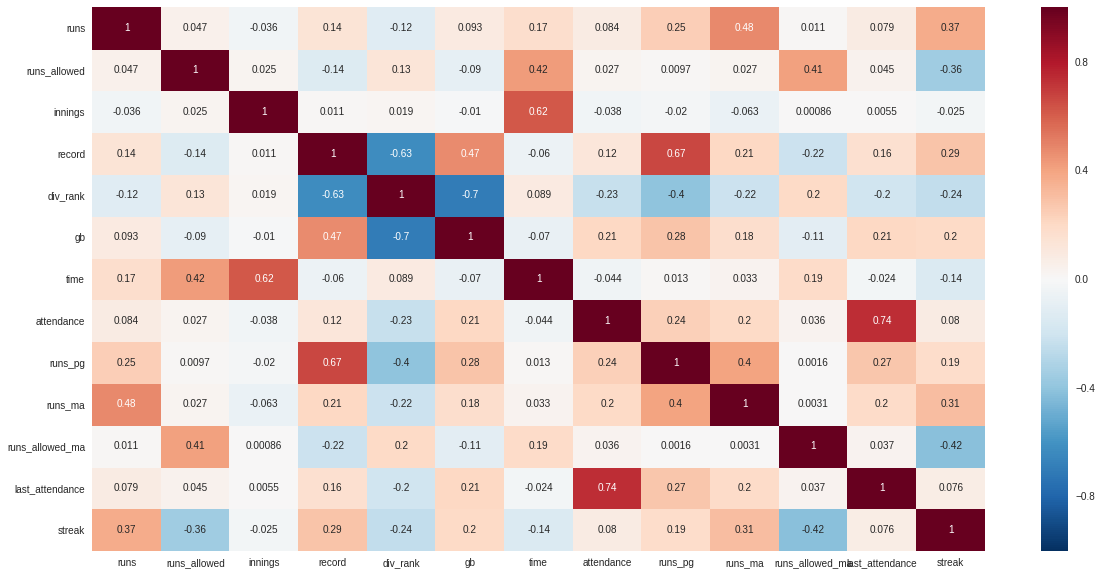 runs 1 0.047 -0.036 0.14 -0.12 0.093 0.17 0.084 0.25 0.48 0.011 0.079 0.37
0.8
runs_allowed 0.047 1 0.025 -0.14 0.13 -0.09 0.42 0.027 0.0097 0.027 0.41 0.045 -0.36
innings -0.036 0.025 1 0.011 0.019 -0.01 0.62 -0.038 -0.02 -0.063 0.00086 0.0055 -0.025
record 0.14 -0.14 0.011 1 -0.63 0.47 -0.06 0.12 0.67 0.21 -0.22 0.16 0.29
0.4
div_rank -0.12 0.13 0.019 -0.63 1 -0.7 0.089 -0.23 -0.4 -0.22 0.2 -0.2 -0.24
gb 0.093 -0.09 -0.01 0.47 -0.7 1 -0.07 0.21 0.28 0.18 -0.11 0.21 0.2
time 0.17 0.42 0.62 -0.06 0.089 -0.07 1 -0.044 0.013 0.033 0.19 -0.024 -0.14
0.0
attendance 0.084 0.027 -0.038 0.12 -0.23 0.21 -0.044 1 0.24 0.2 0.036 0.74 0.08
runs_pg 0.25 0.0097 -0.02 0.67 -0.4 0.28 0.013 0.24 1 0.4 0.0016 0.27 0.19
-0.4
runs_ma 0.48 0.027 -0.063 0.21 -0.22 0.18 0.033 0.2 0.4 1 0.0031 0.2 0.31
runs_allowed_ma 0.011 0.41 0.00086 -0.22 0.2 -0.11 0.19 0.036 0.0016 0.0031 1 0.037 -0.42
last_attendance 0.079 0.045 0.0055 0.16 -0.2 0.21 -0.024 0.74 0.27 0.2 0.037 1 0.076
-0.8
streak 0.37 -0.36 -0.025 0.29 -0.24 0.2 -0.14 0.08 0.19 0.31 -0.42 0.076 1
runs runs_allowed innings record div_rank gb time attendance runs_pg runs_ma runs_allowed_ma last_attendance streak